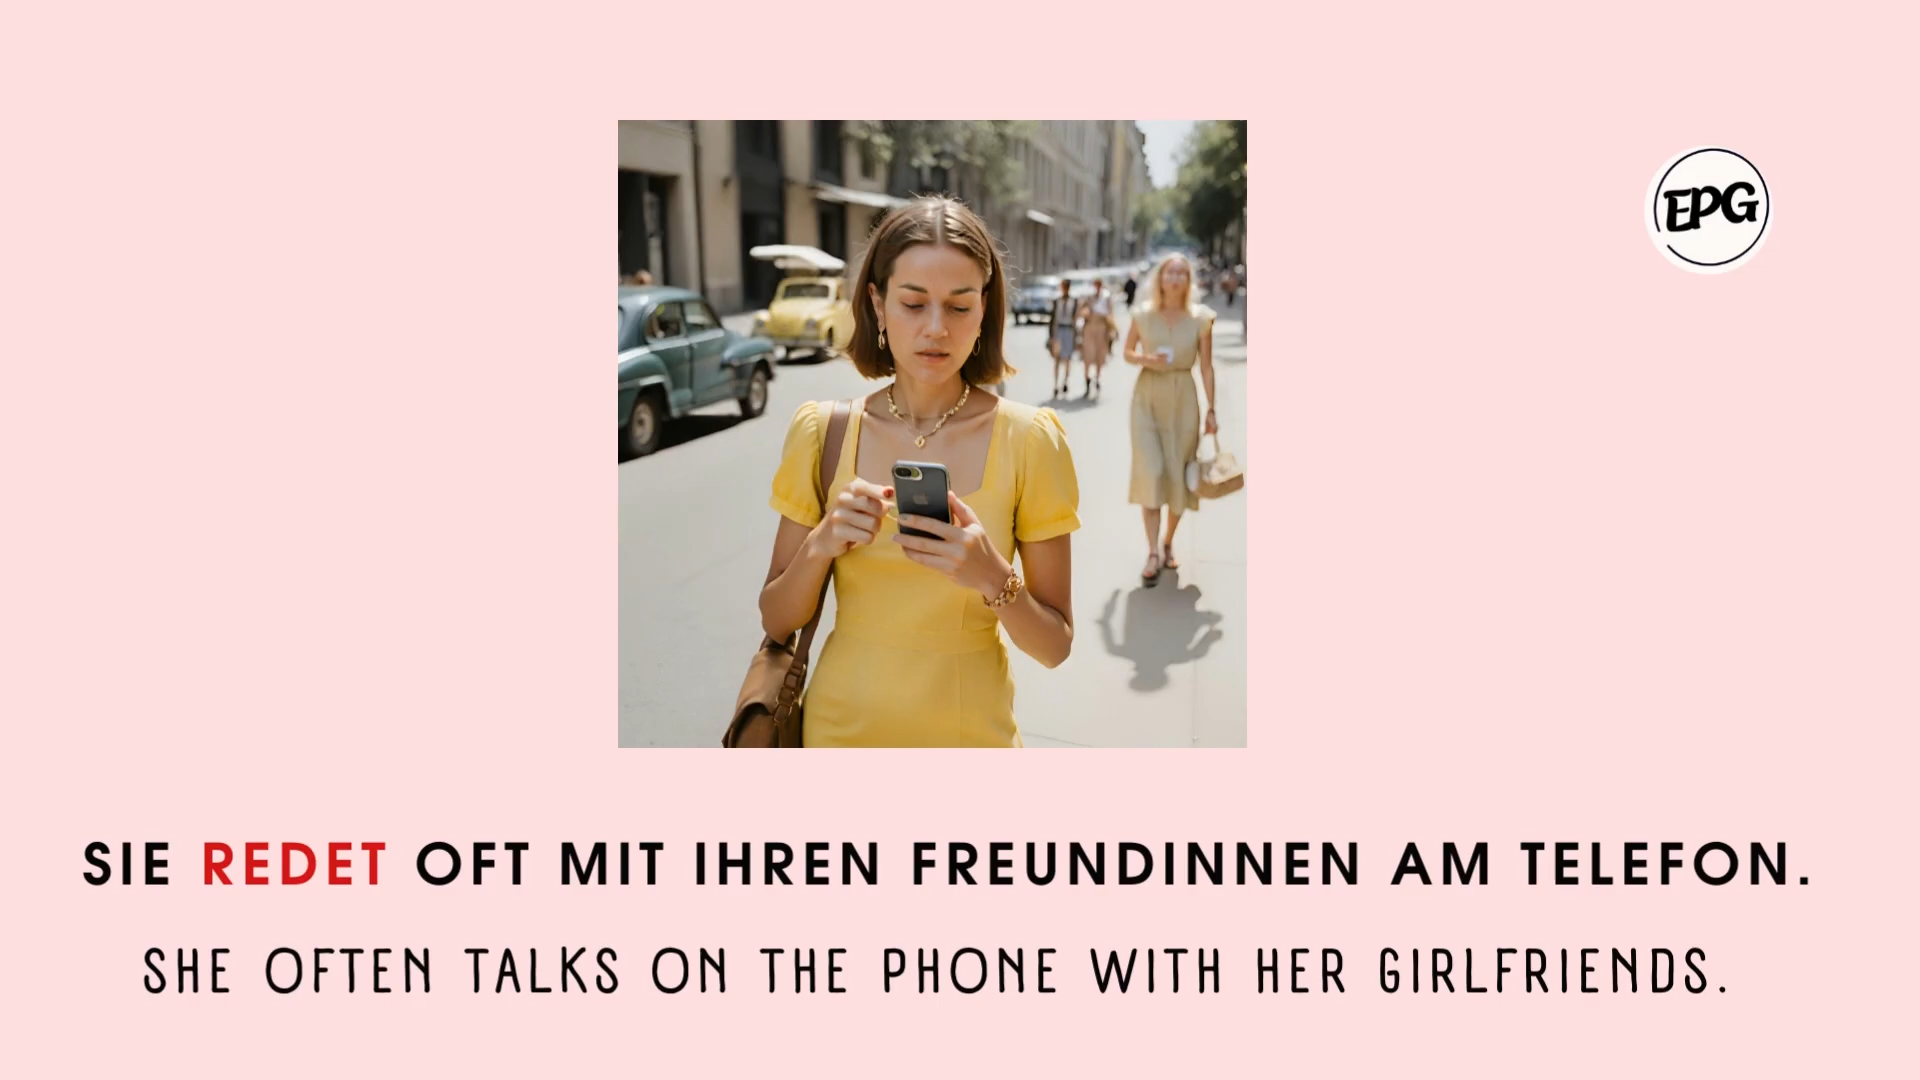 EPG
SIE REDET OFT MIT IHREN FREUNDINNEN AM TELEFON.
SHE OFTEN TALKS ON THE PHONE WITH HER GIRLFRIENDS.